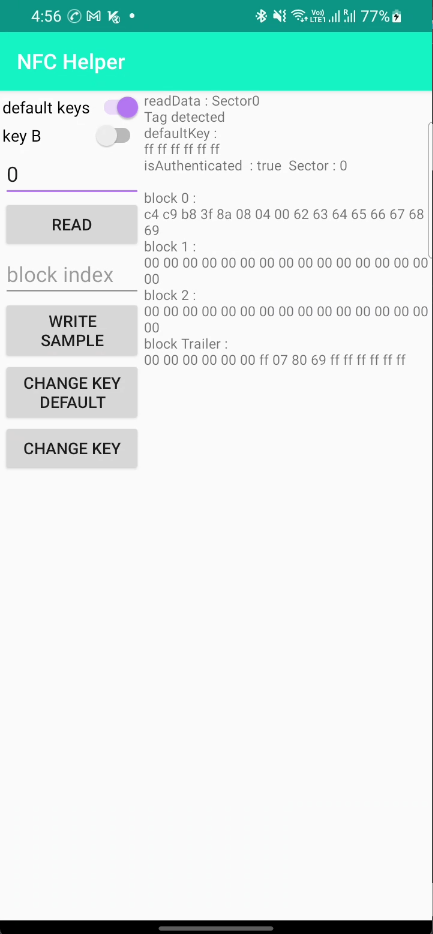 4:56
Vo) LTE1 R 77%
NFC Helper
default keys
key B
0
READ
block index
WRITE
SAMPLE
CHANGE KEY
DEFAULT
CHANGE KEY
readData : Sector0
Tag detected
defaultKey :
ff ff ff ff ff ff
isAuthenticated : true Sector : 0
block 0 :
c4 c9 b8 3f 8a 08 04 00 62 63 64 65 66 67 68
69
block 1 :
00 00 00 00 00 00 00 00 00 00 00 00 00 00 00
00
block 2 :
00 00 00 00 00 00 00 00 00 00 00 00 00 00 00
00
block Trailer :
00 00 00 00 00 00 ff 07 80 69 ff ff ff ff ff ff